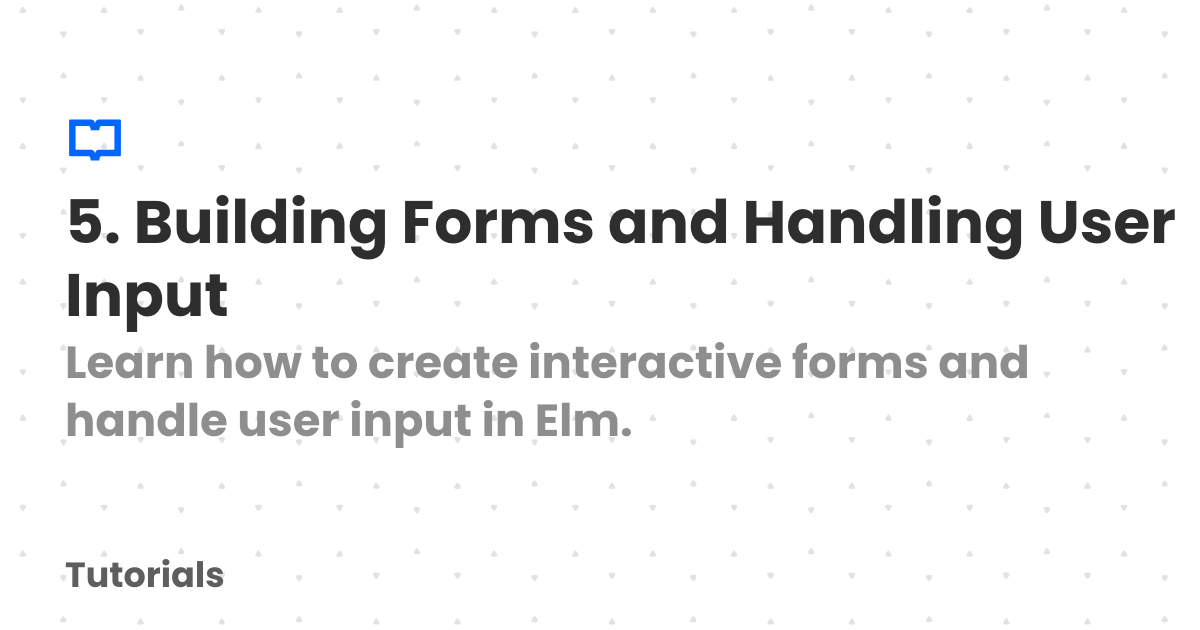 5. Building Forms and Handling User
Input
Learn how to create interactive forms and
handle user input in Elm.
Tutorials